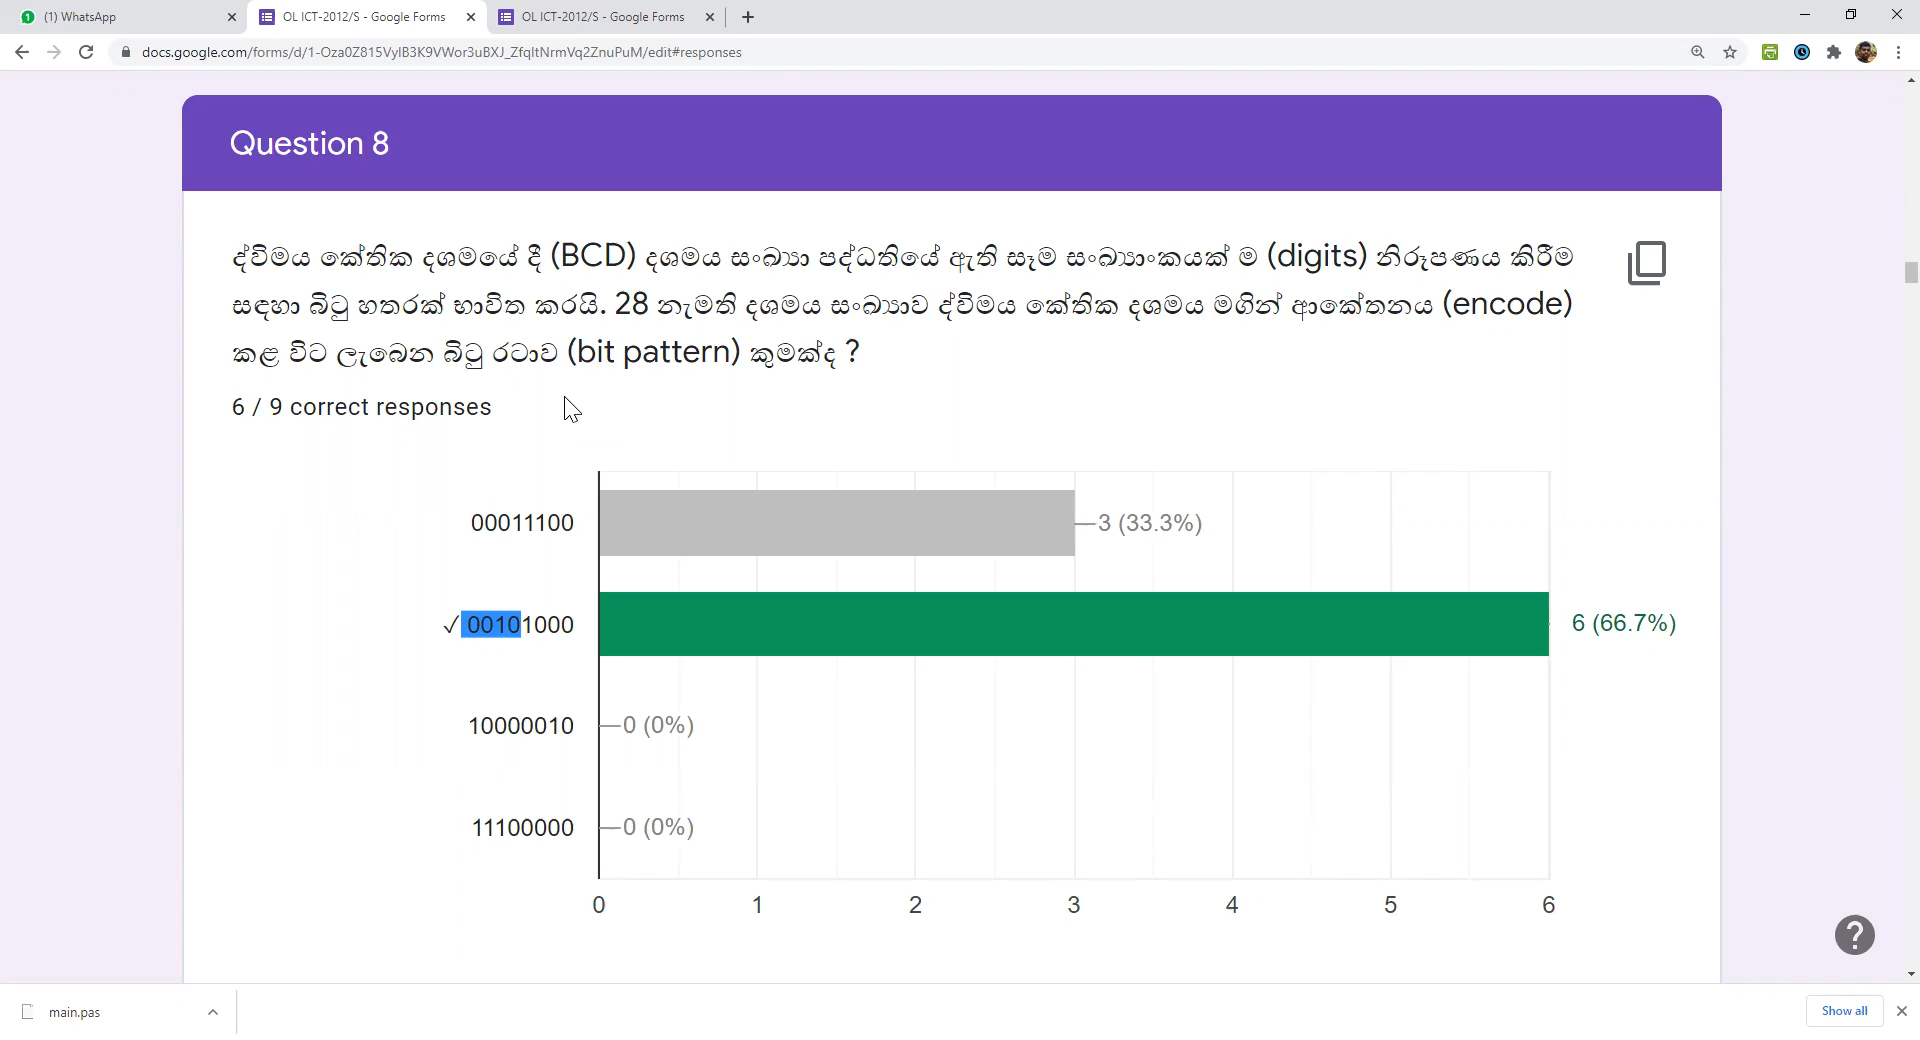 (1) WhatsApp
OL ICT-2012/S - Google Forms
OL ICT-2012/S - Google Forms
docs.google.com/forms/d/1-Oza0Z815VylB3K9VWor3uBXJ_ZfqItNrmVq2ZnuPuM/edit#responses
Question 8
ද්විමය කේතික දශමයේ දී (BCD) දශමය සංඛ්‍යා පද්ධතියේ ඇති සෑම සංඛ්‍යාංකයක් ම (digits) නිරූපණය කිරීම
සඳහා බිටු හතරක් භාවිත කරයි. 28 නැමති දශමය සංඛ්‍යාව ද්විමය කේතික දශමය මගින් ආකේතනය (encode)
කළ විට ලැබෙන බිටු රටාව (bit pattern) කුමක්ද ?
6 / 9 correct responses
00011100
3 (33.3%)
✓ 00101000
6 (66.7%)
10000010
0 (0%)
11100000
0 (0%)
0 1 2 3 4 5 6
main.pas
Show all